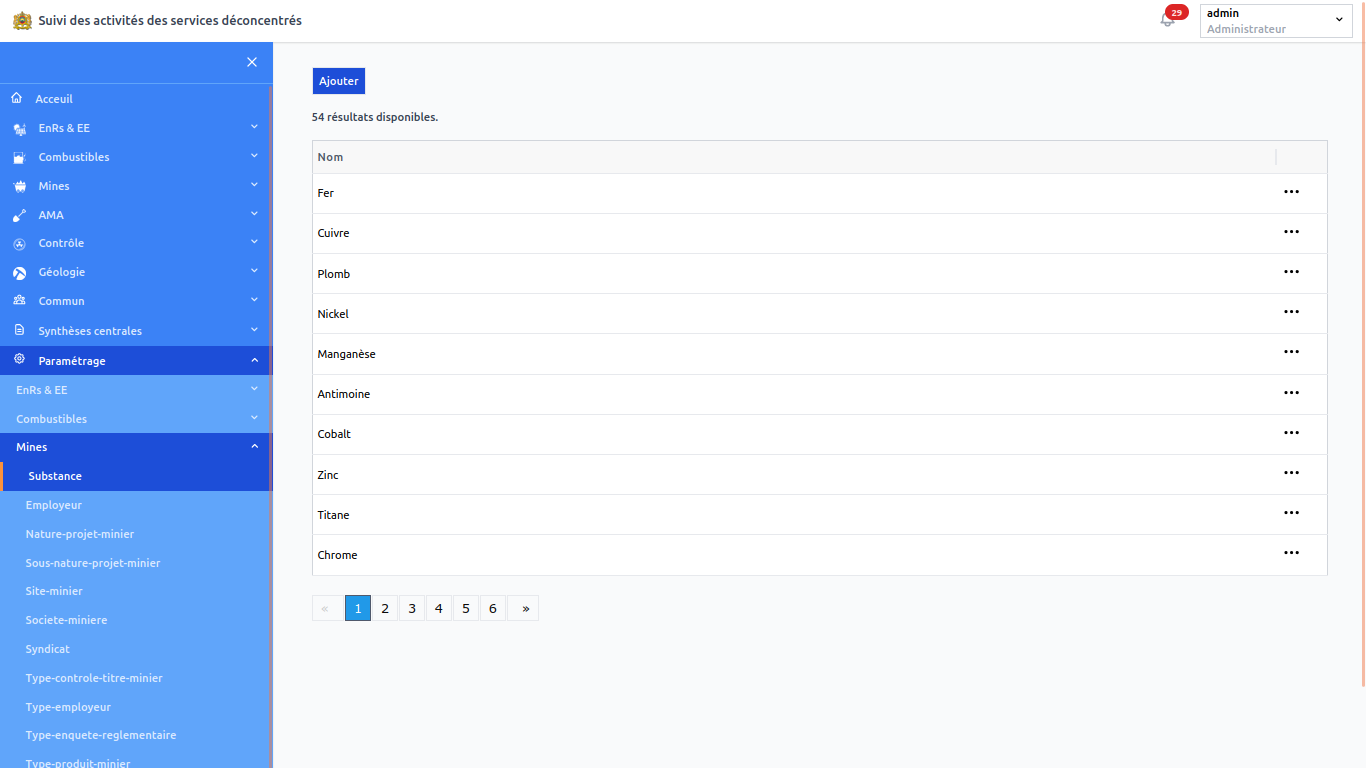 Suivi des activités des services déconcentrés
29
admin
Administrateur
Acceuil
EnRs & EE
Combustibles
Mines
AMA
Contrôle
Géologie
Commun
Synthèses centrales
Paramétrage
EnRs & EE
Combustibles
Mines
Substance
Employeur
Nature-projet-minier
Sous-nature-projet-minier
Site-minier
Societe-miniere
Syndicat
Type-controle-titre-minier
Type-employeur
Type-enquete-reglementaire
Type-produit-minier
Ajouter
54 résultats disponibles.
Nom
Fer
Cuivre
Plomb
Nickel
Manganèse
Antimoine
Cobalt
Zinc
Titane
Chrome
« 1 2 3 4 5 6 »